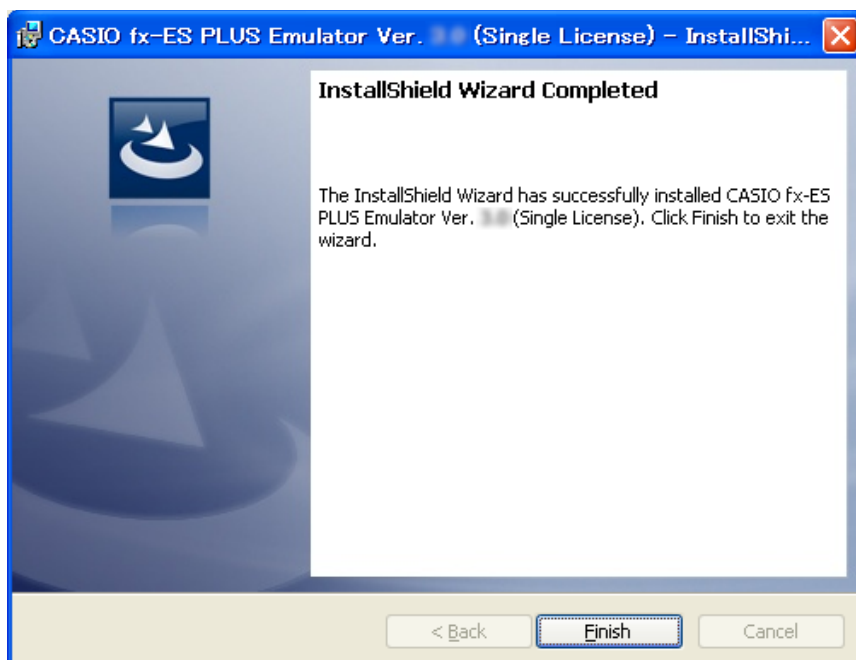 CASIO fx-ES PLUS Emulator Ver. (Single License) - InstallShi...
InstallShield Wizard Completed
The InstallShield Wizard has successfully installed CASIO fx-ES
PLUS Emulator Ver. (Single License). Click Finish to exit the
wizard.
< Back
Finish
Cancel